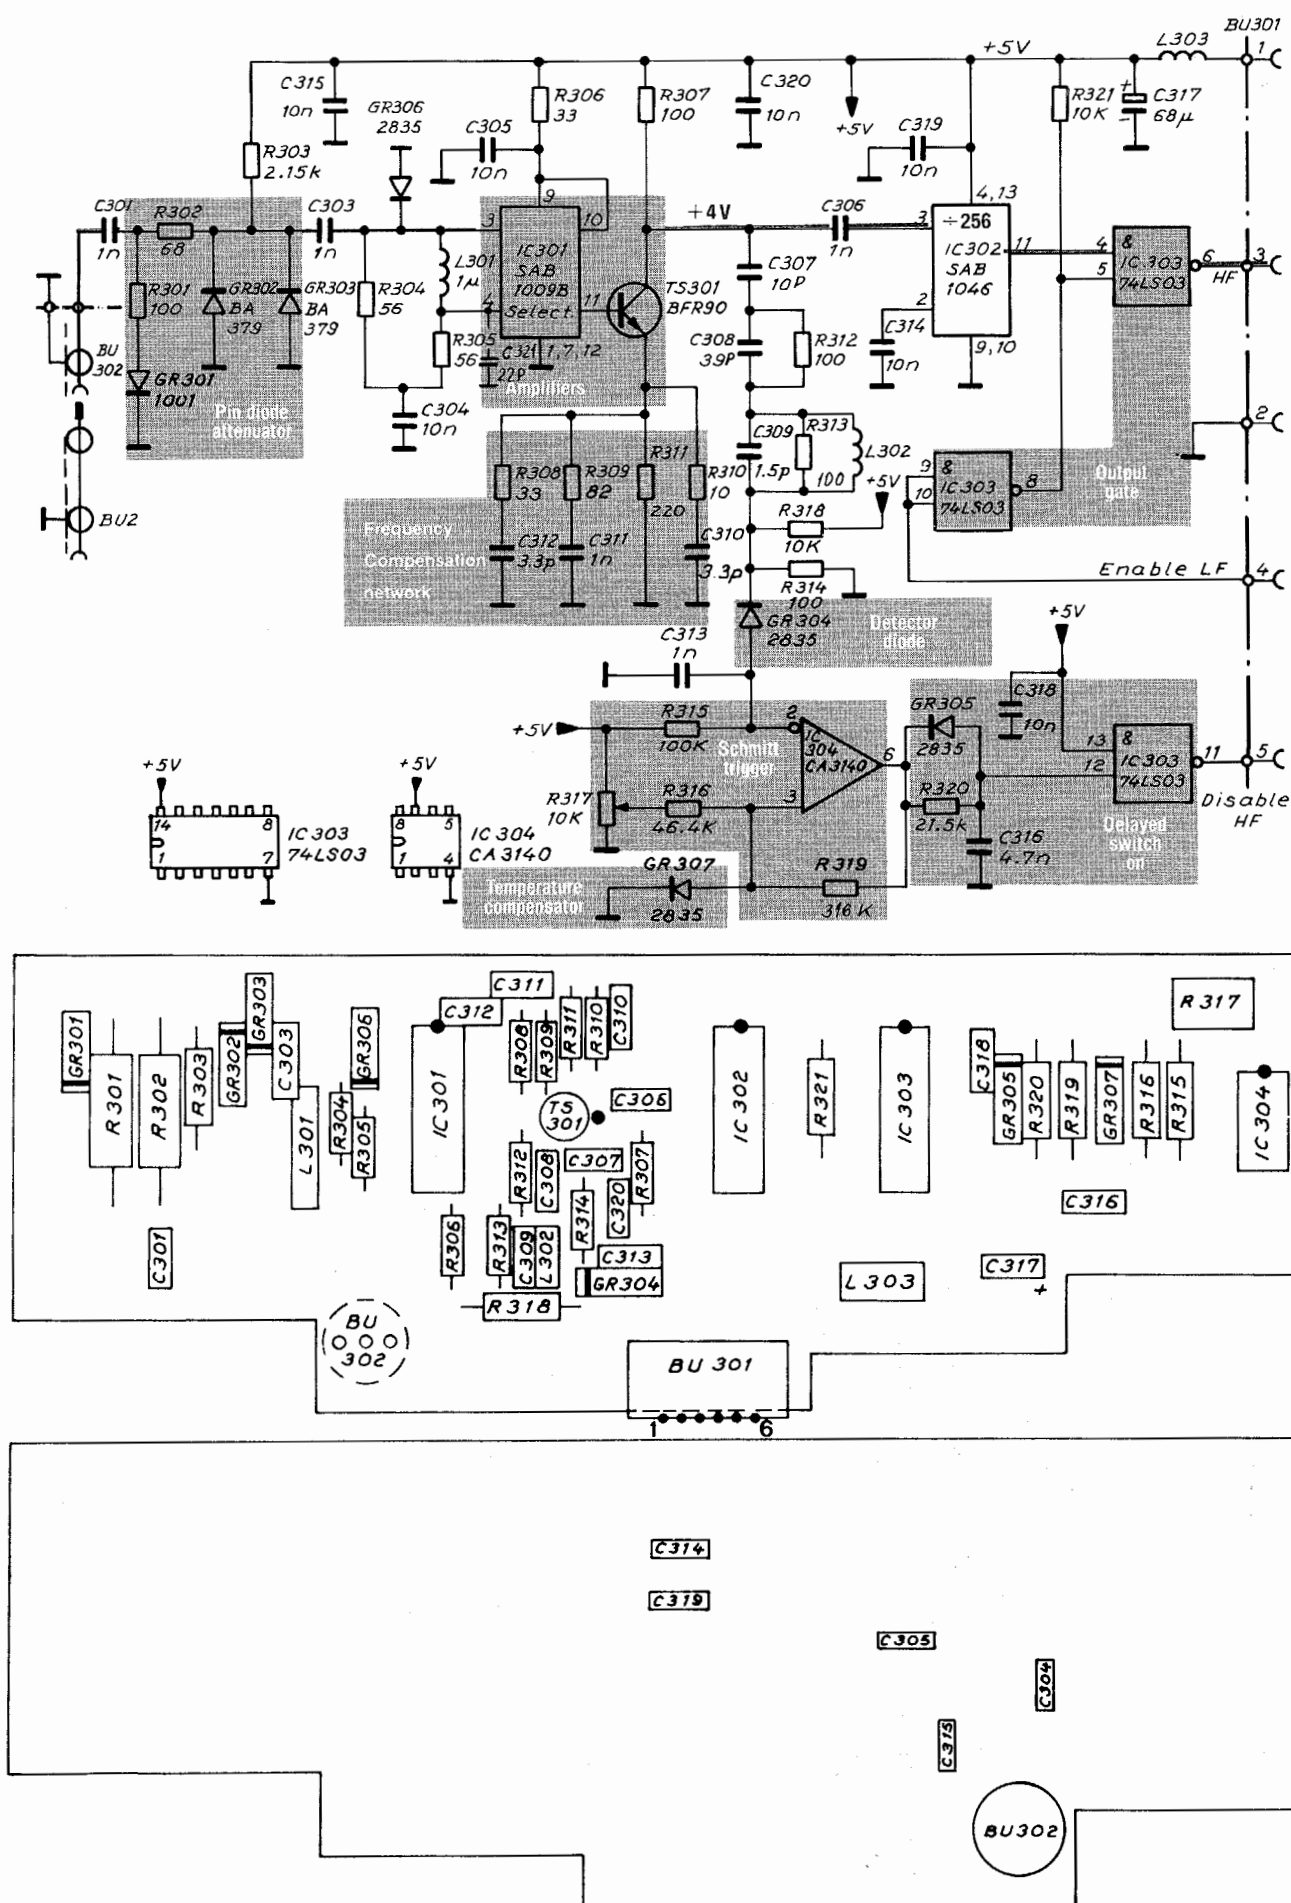 BU301
L303
+5V
1
C315
10n
GR306
2835
R306
33
R307
100
C320
10n
+5V
R321
10K
+
C317
68µ
-
C305
10n
C319
10n
R303
2.15k
9
4,13
C301
1n
R302
68
C303
1n
3
10
+4V
C306
1n
3
÷256
IC302
SAB
1046
11
4
&
IC303
74LS03
6
3
HF
5
IC301
SAB
1009B
Select.
L301
1µ
C307
10P
R301
100
GR302
BA
379
GR303
BA
379
R304
56
4
11
TS301
BFR90
2
C314
10n
R305
56
C321
22P
1,7,12
C308
3.9P
R312
100
9,10
BU
302
GR301
1001
Pin diode
attenuator
Amplifiers
C304
10n
C309
1.5p
R313
100
L302
2
+5V
9
&
10
IC303
74LS03
8
Output
gate
R308
33
R309
82
R311
220
R310
10
BU2
Frequency
Compensation
network
C312
3.3p
C311
1n
C310
3.3p
R318
10K
R314
100
Enable LF
4
+5V
GR304
2835
Detector
diode
C313
1n
C318
10n
+5V
R315
100K
2
IC
304
CA3140
Schmitt
trigger
6
3
GR305
2835
13
&
12
IC303
74LS03
11
5
Disable
HF
R317
10K
R316
46.4K
R320
21.5k
C316
4.7n
Delayed
switch
on
+5V
14
8
1
7
IC303
74LS03
+5V
8
5
1
4
IC304
CA3140
GR307
2835
R319
316K
Temperature
compensator
GR301
R301
R302
R303
GR302
GR303
C303
L301
R304
GR306
R305
C301
IC301
C312
C311
R308
R309
R311
R310
C310
TS
301
C306
R312
C308
C307
R307
R314
C320
R306
R313
C309
L302
C313
GR304
R318
IC302
R321
IC303
C318
GR305
R320
R319
GR307
R316
R315
R317
IC304
C316
L303
C317
+
BU
302
BU 301
1
6
C314
C319
C305
C304
C315
BU302